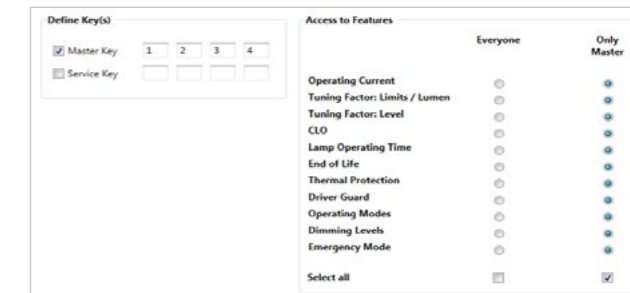 Define Key(s)
Master Key 1 2 3 4
Service Key
Access to Features
Everyone Only Master
Operating Current
Tuning Factor: Limits / Lumen
Tuning Factor: Level
CLO
Lamp Operating Time
End of Life
Thermal Protection
Driver Guard
Operating Modes
Dimming Levels
Emergency Mode
Select all